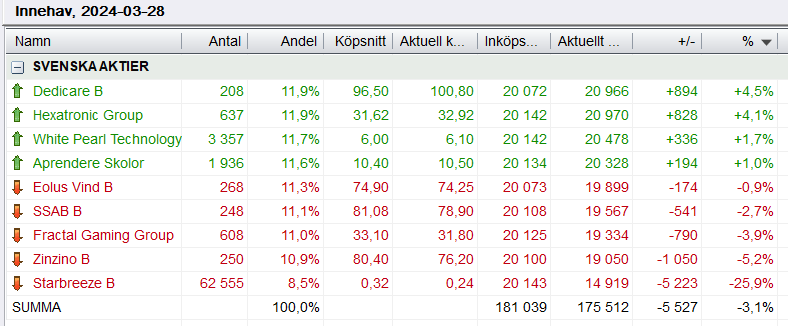 Innehav, 2024-03-28
Namn Antal Andel Köpsnitt Aktuell k... Inköps... Aktuellt ... +/- %
SVENSKA AKTIER
Dedicare B 208 11,9% 96,50 100,80 20 072 20 966 +894 +4,5%
Hexatronic Group 637 11,9% 31,62 32,92 20 142 20 970 +828 +4,1%
White Pearl Technology 3 357 11,7% 6,00 6,10 20 142 20 478 +336 +1,7%
Aprendere Skolor 1 936 11,6% 10,40 10,50 20 134 20 328 +194 +1,0%
Eolus Vind B 268 11,3% 74,90 74,25 20 073 19 899 -174 -0,9%
SSAB B 248 11,1% 81,08 78,90 20 108 19 567 -541 -2,7%
Fractal Gaming Group 608 11,0% 33,10 31,80 20 125 19 334 -790 -3,9%
Zinzino B 250 10,9% 80,40 76,20 20 100 19 050 -1 050 -5,2%
Starbreeze B 62 555 8,5% 0,32 0,24 20 143 14 919 -5 223 -25,9%
SUMMA 100,0% 181 039 175 512 -5 527 -3,1%